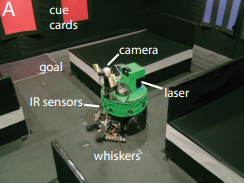 A
cue
cards
camera
goal
laser
IR sensors
whiskers